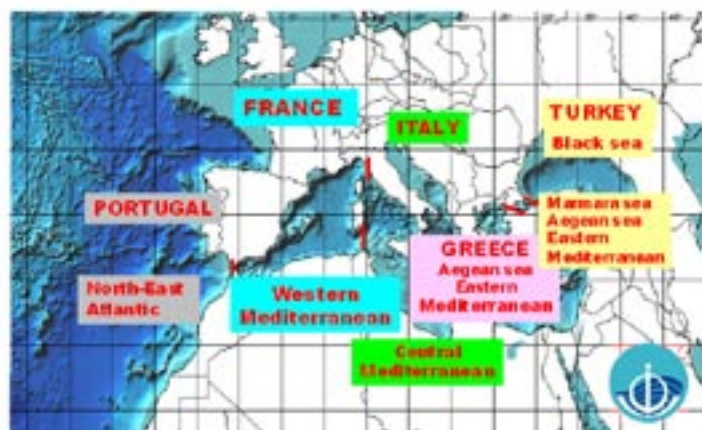 FRANCE
ITALY
TURKEY
Black sea
PORTUGAL
Marmara sea
Aegean sea
Eastern
Mediterranean
GREECE
Aegean sea
Eastern
Mediterranean
North-East
Atlantic
Western
Mediterranean
Central
Mediterranean